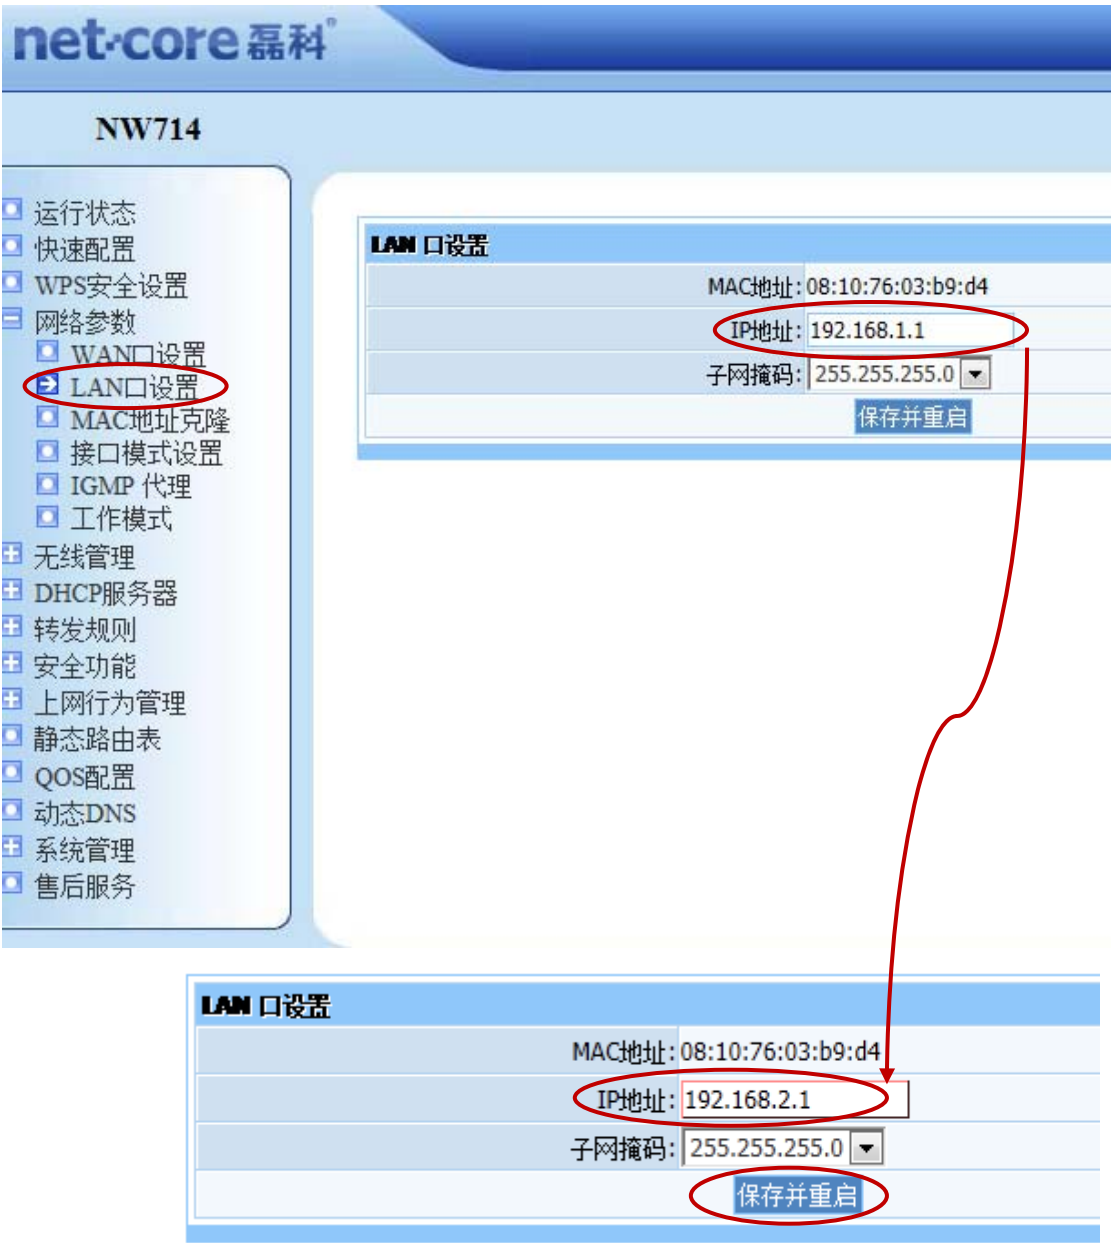 net·core 磊科®
NW714
运行状态
快速配置
WPS安全设置
网络参数
WAN口设置
LAN口设置
MAC地址克隆
接口模式设置
IGMP 代理
工作模式
无线管理
DHCP服务器
转发规则
安全功能
上网行为管理
静态路由表
QOS配置
动态DNS
系统管理
售后服务
LAN 口设置
MAC地址: 08:10:76:03:b9:d4
IP地址: 192.168.1.1
子网掩码: 255.255.255.0
保存并重启
LAN 口设置
MAC地址: 08:10:76:03:b9:d4
IP地址: 192.168.2.1
子网掩码: 255.255.255.0
保存并重启